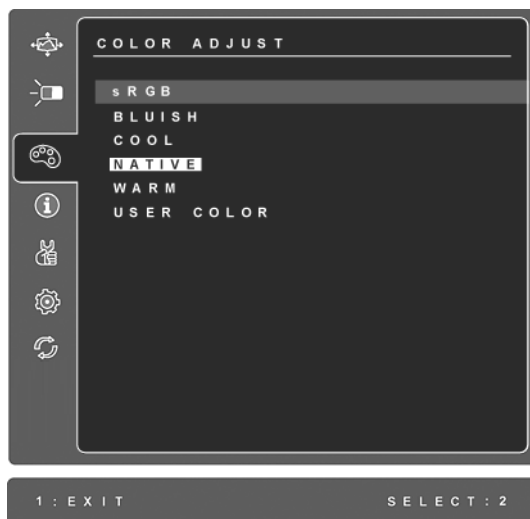 COLOR ADJUST
sRGB
BLUISH
COOL
NATIVE
WARM
USER COLOR
1:EXIT SELECT:2